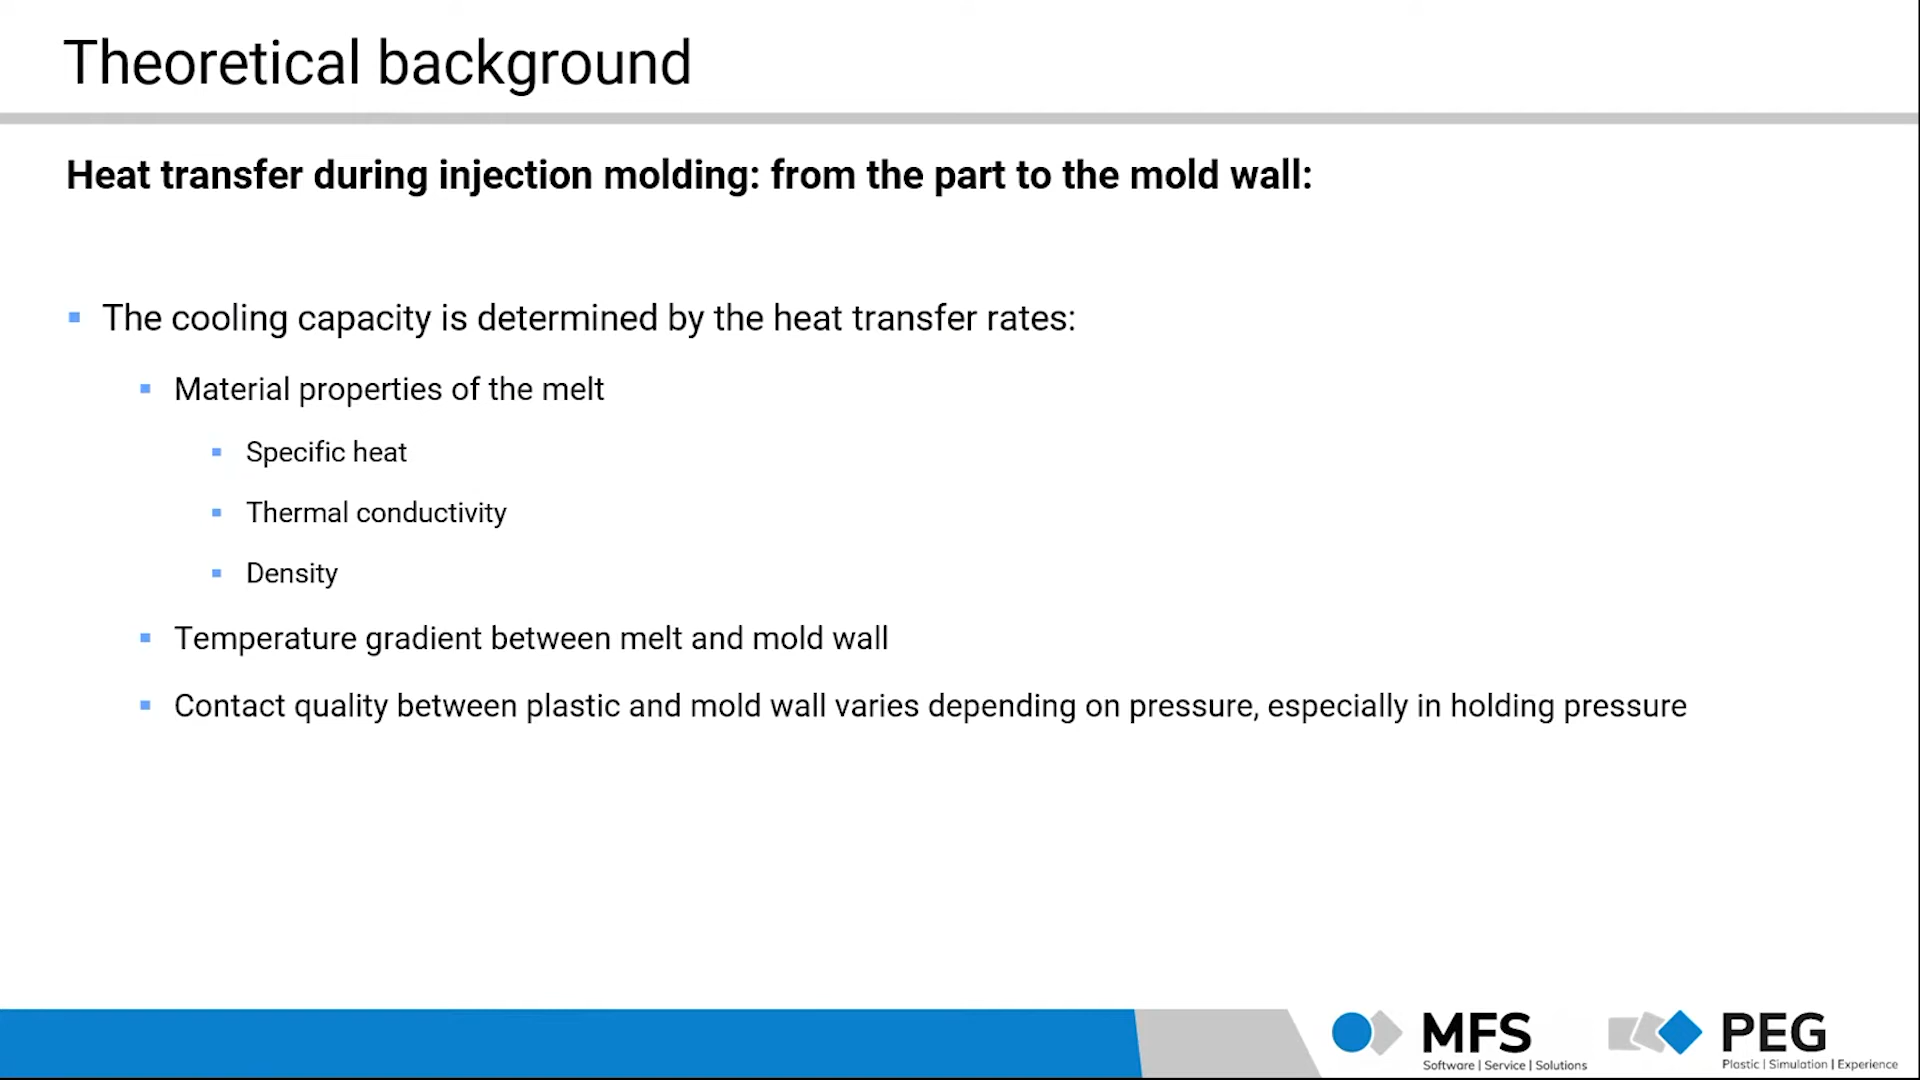 Theoretical background
Heat transfer during injection molding: from the part to the mold wall:
The cooling capacity is determined by the heat transfer rates:
Material properties of the melt
Specific heat
Thermal conductivity
Density
Temperature gradient between melt and mold wall
Contact quality between plastic and mold wall varies depending on pressure, especially in holding pressure
MFS
Software | Service | Solutions
PEG
Plastic | Simulation | Experience